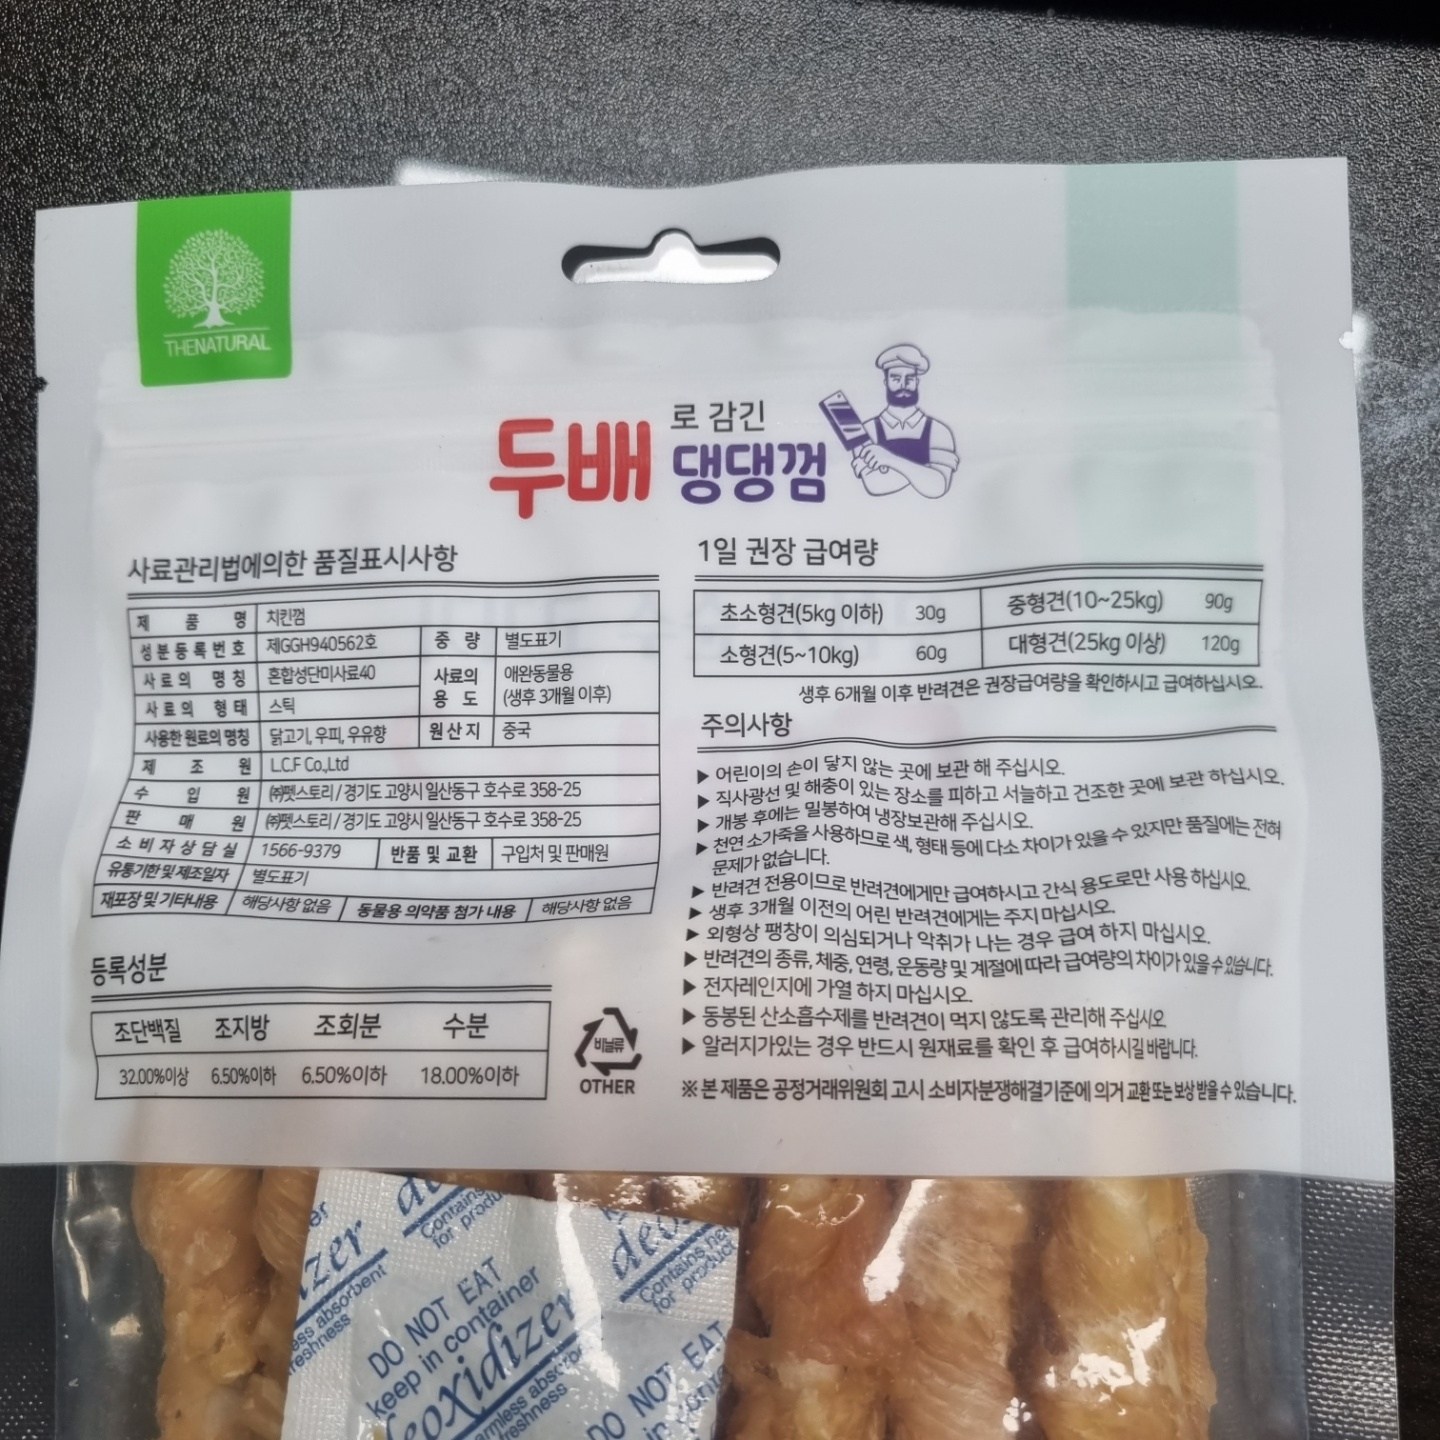 THENATURAL
두배로 감긴
댕댕껌
사료관리법에의한 품질표시사항
제 품 명 치킨껌
성분등록번호 제GGH940562호 중 량 별도표기
사료의 명칭 혼합성단미사료40 사료의 용도 애완동물용 (생후 3개월 이후)
사료의 형태 스틱
사용한 원료의 명칭 닭고기, 우피, 우유향 원산지 중국
제 조 원 L.C.F Co.,Ltd
수 입 원 ㈜펫스토리 / 경기도 고양시 일산동구 호수로 358-25
판 매 원 ㈜펫스토리 / 경기도 고양시 일산동구 호수로 358-25
소비자상담실 1566-9379 반품 및 교환 구입처 및 판매원
유통기한 및 제조일자 별도표기
재포장 및 기타내용 해당사항 없음 동물용 의약품 첨가 내용 해당사항 없음
등록성분
조단백질 조지방 조회분 수분
32.00%이상 6.50%이하 6.50%이하 18.00%이하
비닐류
OTHER
1일 권장 급여량
초소형견(5kg 이하) 30g 중형견(10~25kg) 90g
소형견(5~10kg) 60g 대형견(25kg 이상) 120g
생후 6개월 이후 반려견은 권장급여량을 확인하시고 급여하십시오.
주의사항
▶ 어린이의 손이 닿지 않는 곳에 보관 해 주십시오.
▶ 직사광선 및 해충이 있는 장소를 피하고 서늘하고 건조한 곳에 보관 하십시오.
▶ 개봉 후에는 밀봉하여 냉장보관해 주십시오.
▶ 천연 소가죽을 사용하므로 색, 형태 등에 다소 차이가 있을 수 있지만 품질에는 전혀
문제가 없습니다.
▶ 반려견 전용이므로 반려견에게만 급여하시고 간식 용도로만 사용 하십시오.
▶ 생후 3개월 이전의 어린 반려견에게는 주지 마십시오.
▶ 외형상 팽창이 의심되거나 악취가 나는 경우 급여 하지 마십시오.
▶ 반려견의 종류, 체중, 연령, 운동량 및 계절에 따라 급여량의 차이가 있을 수 있습니다.
▶ 전자레인지에 가열 하지 마십시오.
▶ 동봉된 산소흡수제를 반려견이 먹지 않도록 관리해 주십시오
▶ 알러지가있는 경우 반드시 원재료를 확인 후 급여하시길 바랍니다.
※ 본 제품은 공정거래위원회 고시 소비자분쟁해결기준에 의거 교환 또는 보상 받을 수 있습니다.
Contains
for
DO NOT EAT
keep in container
absorbent
freshness
Contains
for product
DO NOT EAT
freshness